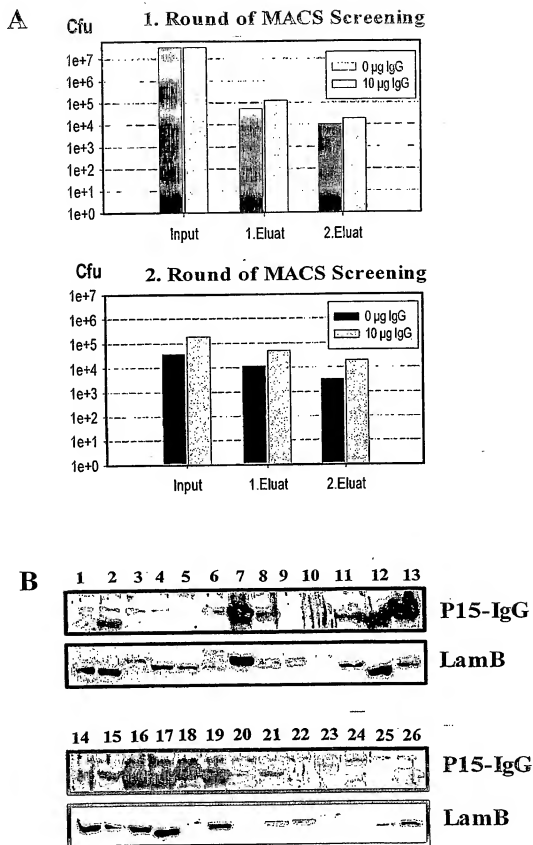 A
1. Round of MACS Screening
Cfu
1e+7
1e+6
1e+5
1e+4
1e+3
1e+2
1e+1
1e+0
0 µg IgG
10 µg IgG
Input 1.Eluat 2.Eluat
2. Round of MACS Screening
Cfu
1e+7
1e+6
1e+5
1e+4
1e+3
1e+2
1e+1
1e+0
0 µg IgG
10 µg IgG
Input 1.Eluat 2.Eluat
B
1 2 3 4 5 6 7 8 9 10 11 12 13
P15-IgG
LamB
14 15 16 17 18 19 20 21 22 23 24 25 26
P15-IgG
LamB